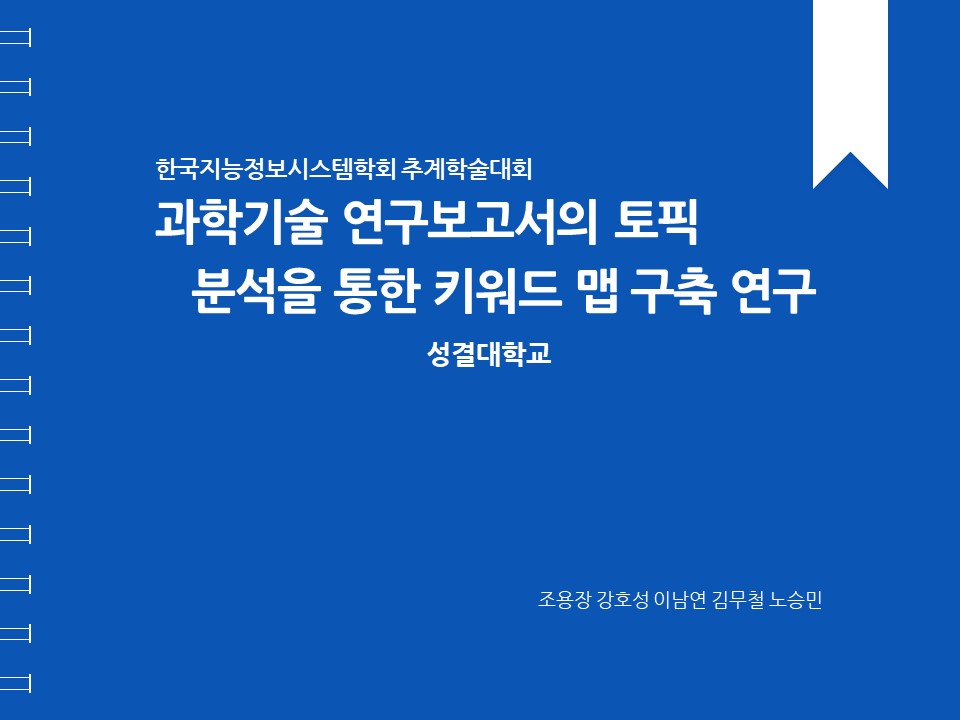 한국지능정보시스템학회 추계학술대회
과학기술 연구보고서의 토픽
분석을 통한 키워드 맵 구축 연구
성결대학교
조용장 강호성 이남연 김무철 노승민